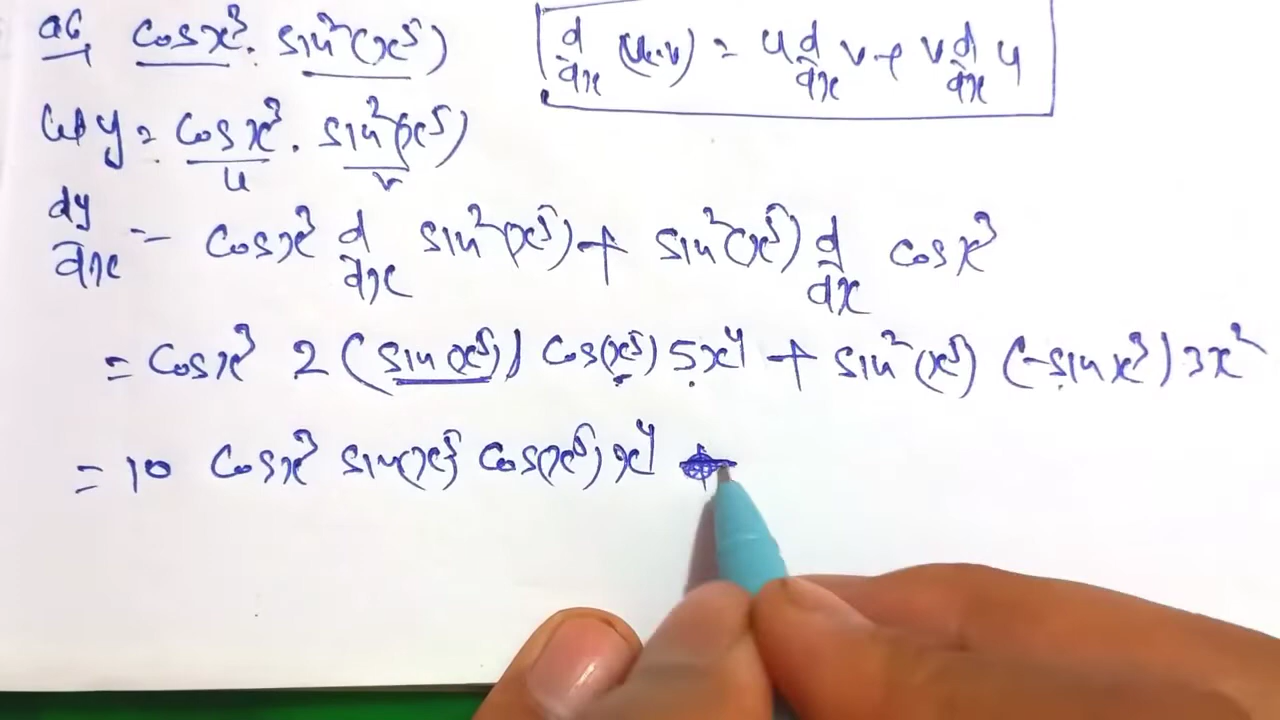 Q6 cos x³. sin²(x⁵)
d/dx (u.v) = u d/dx v + v d/dx u
Let y = cos x³ . sin²(x⁵)
u v
dy/dx = cos x³ d/dx sin²(x⁵) + sin²(x⁵) d/dx cos x³
= cos x³ 2 (sin(x⁵)) cos(x⁵) 5x⁴ + sin²(x⁵) (-sin x³) 3x²
= 10 cos x³ sin(x⁵) cos(x⁵) x⁴